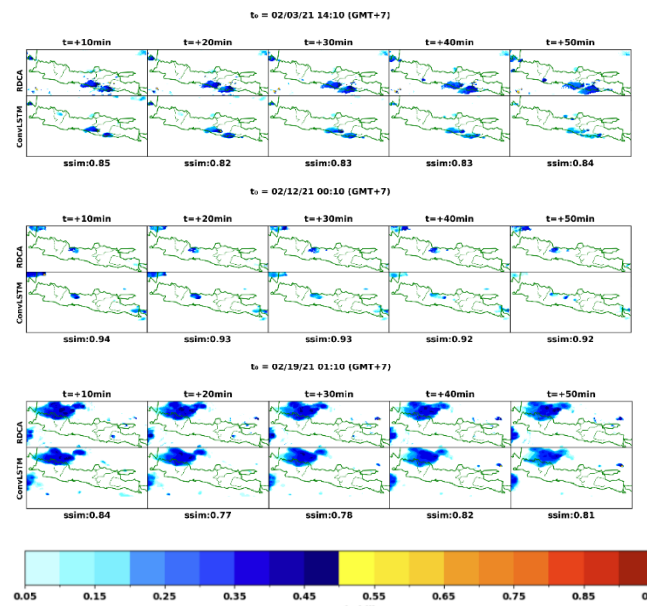 t₀ = 02/03/21 14:10 (GMT+7)
t=+10min t=+20min t=+30min t=+40min t=+50min
RDCA
ConvLSTM
ssim:0.85 ssim:0.82 ssim:0.83 ssim:0.83 ssim:0.84
t₀ = 02/12/21 00:10 (GMT+7)
t=+10min t=+20min t=+30min t=+40min t=+50min
RDCA
ConvLSTM
ssim:0.94 ssim:0.93 ssim:0.93 ssim:0.92 ssim:0.92
t₀ = 02/19/21 01:10 (GMT+7)
t=+10min t=+20min t=+30min t=+40min t=+50min
RDCA
ConvLSTM
ssim:0.84 ssim:0.77 ssim:0.78 ssim:0.82 ssim:0.81
0.05 0.15 0.25 0.35 0.45 0.55 0.65 0.75 0.85